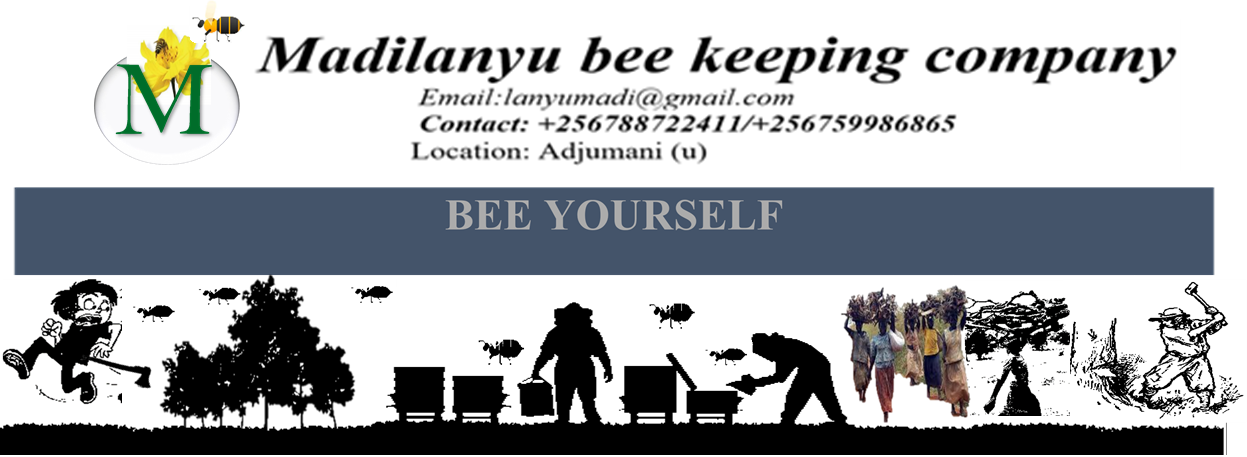 M
Madilanyu bee keeping company
Email:lanyumadi@gmail.com
Contact: +256788722411/+256759986865
Location: Adjumani (u)
BEE YOURSELF